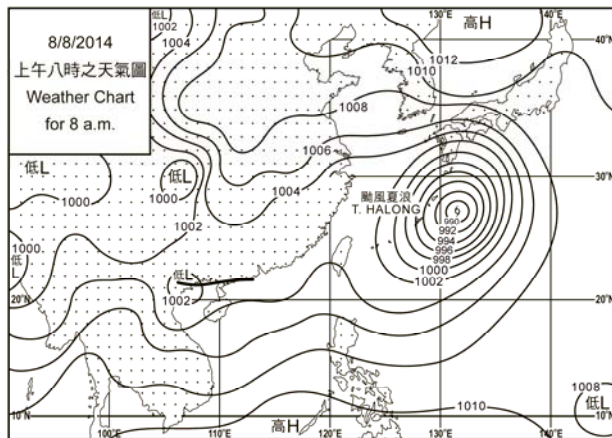 8/8/2014
上午八時之天氣圖
Weather Chart
for 8 a.m.
低L
1002
1004
130°E
高H
140°E
1012
1010
40°N
1008
1006
低L
1000
低L
1000
1004
1002
30°N
颱風夏浪
T. HALONG
990
992
994
996
998
1000
1002
1000
低L
低L
1002
20°N
20°N
1008
低L
1010
10°N
10°N
高H
100°E
110°E
120°E
130°E
140°E